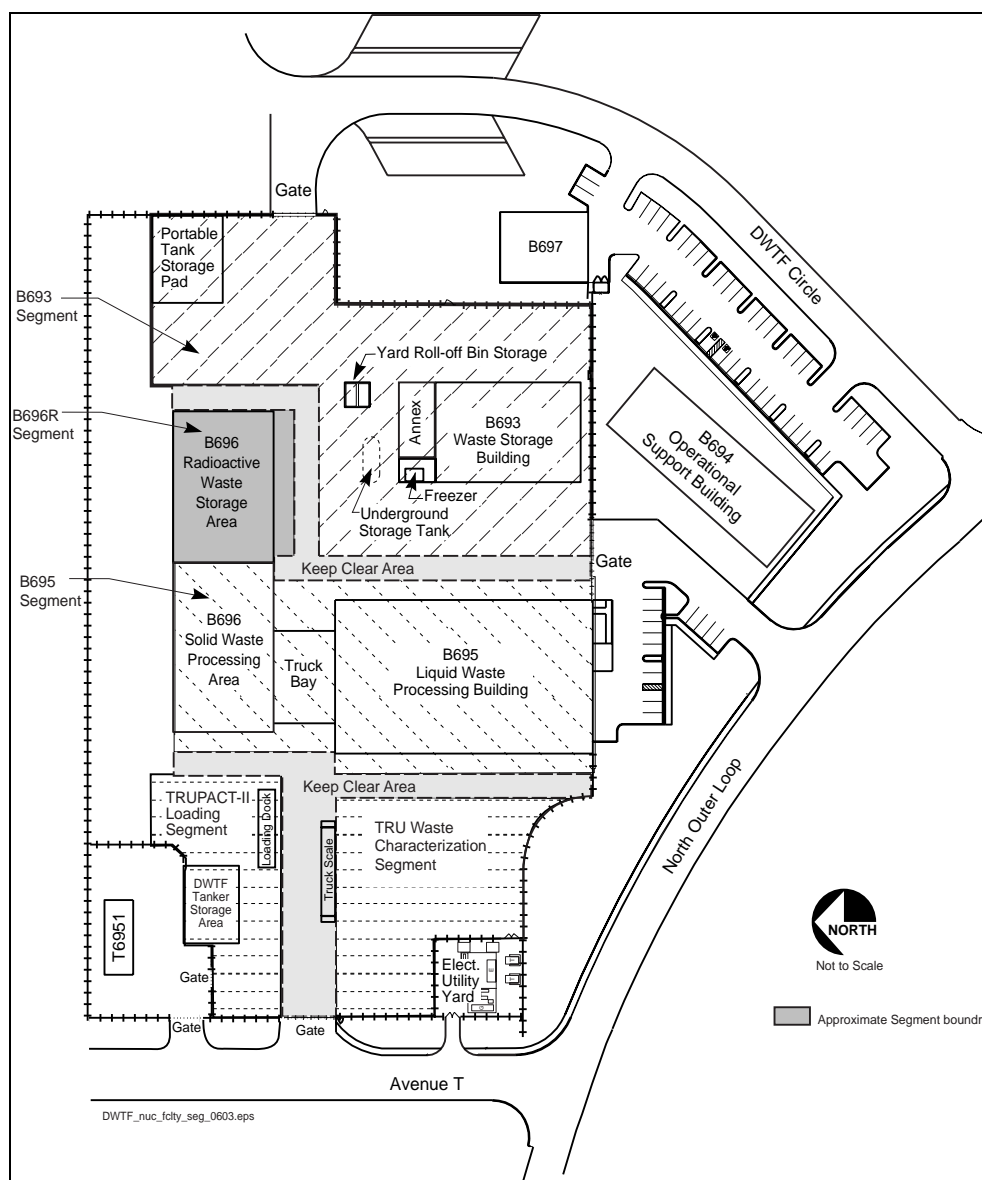 Gate
Portable
Tank
Storage
Pad
B697
DWTF Circle
B693
Segment
Yard Roll-off Bin Storage
B696R
Segment
B696
Radioactive
Waste
Storage
Area
Annex
B693
Waste Storage
Building
B694
Operational
Support Building
Freezer
Underground
Storage Tank
Keep Clear Area
Gate
B695
Segment
B696
Solid Waste
Processing
Area
Truck
Bay
B695
Liquid Waste
Processing Building
Keep Clear Area
TRUPACT-II
Loading
Segment
Loading Dock
TRU Waste
Characterization
Segment
Truck Scale
North Outer Loop
DWTF
Tanker
Storage
Area
T6951
Gate
Elect.
Utility
Yard
NORTH
Not to Scale
Gate
Gate
Approximate Segment boundr
Avenue T
DWTF_nuc_fclty_seg_0603.eps